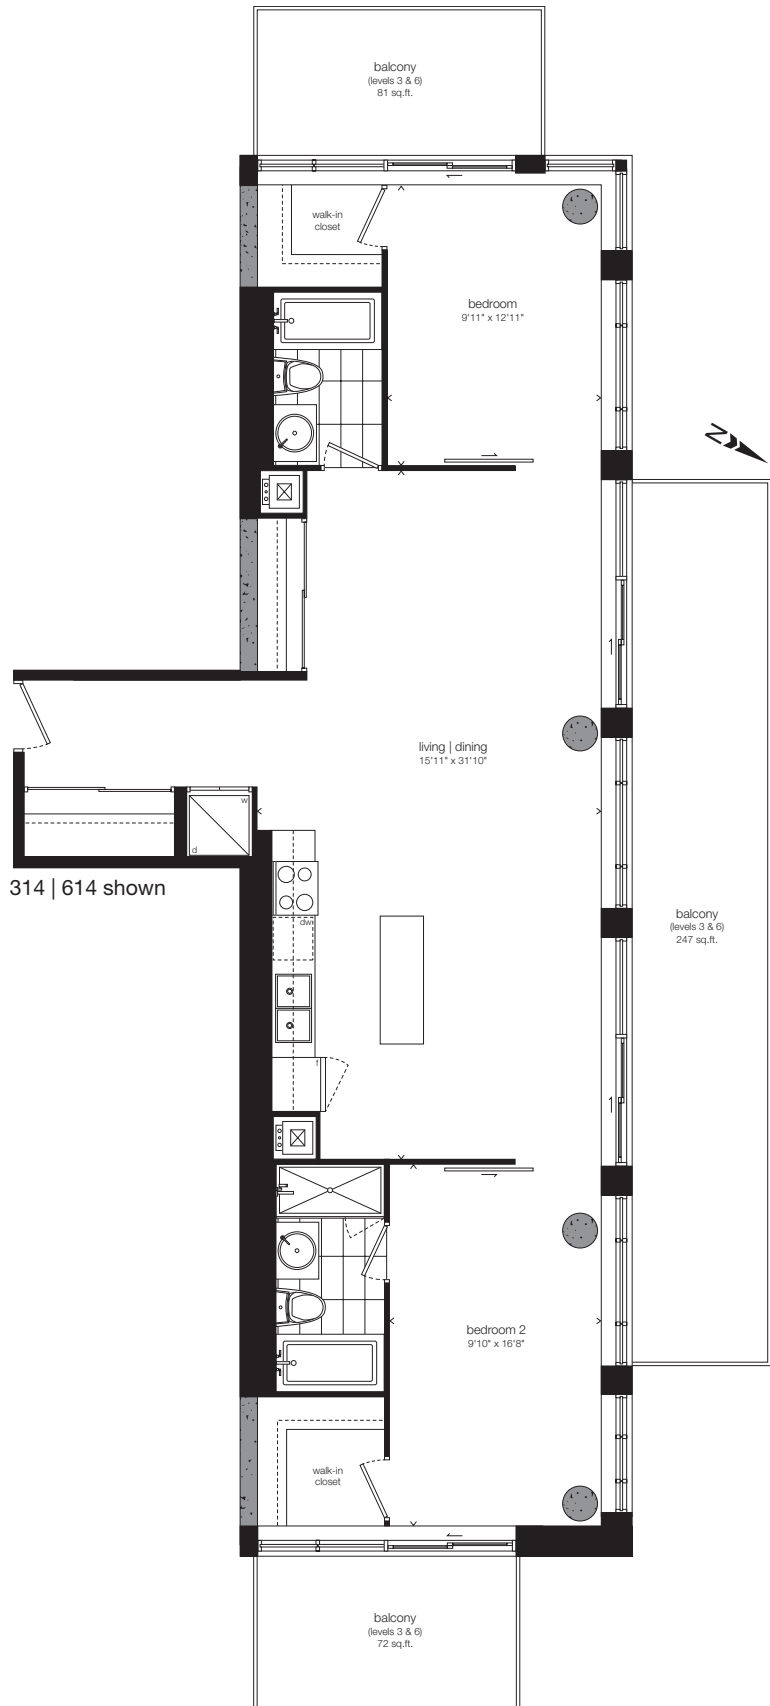 balcony
(levels 3 & 6)
81 sq.ft.
walk-in
closet
bedroom
9'11" x 12'11"
N
living | dining
15'11" x 31'10"
w
d
314 | 614 shown
dw
balcony
(levels 3 & 6)
247 sq.ft.
f
bedroom 2
9'10" x 16'8"
walk-in
closet
balcony
(levels 3 & 6)
72 sq.ft.